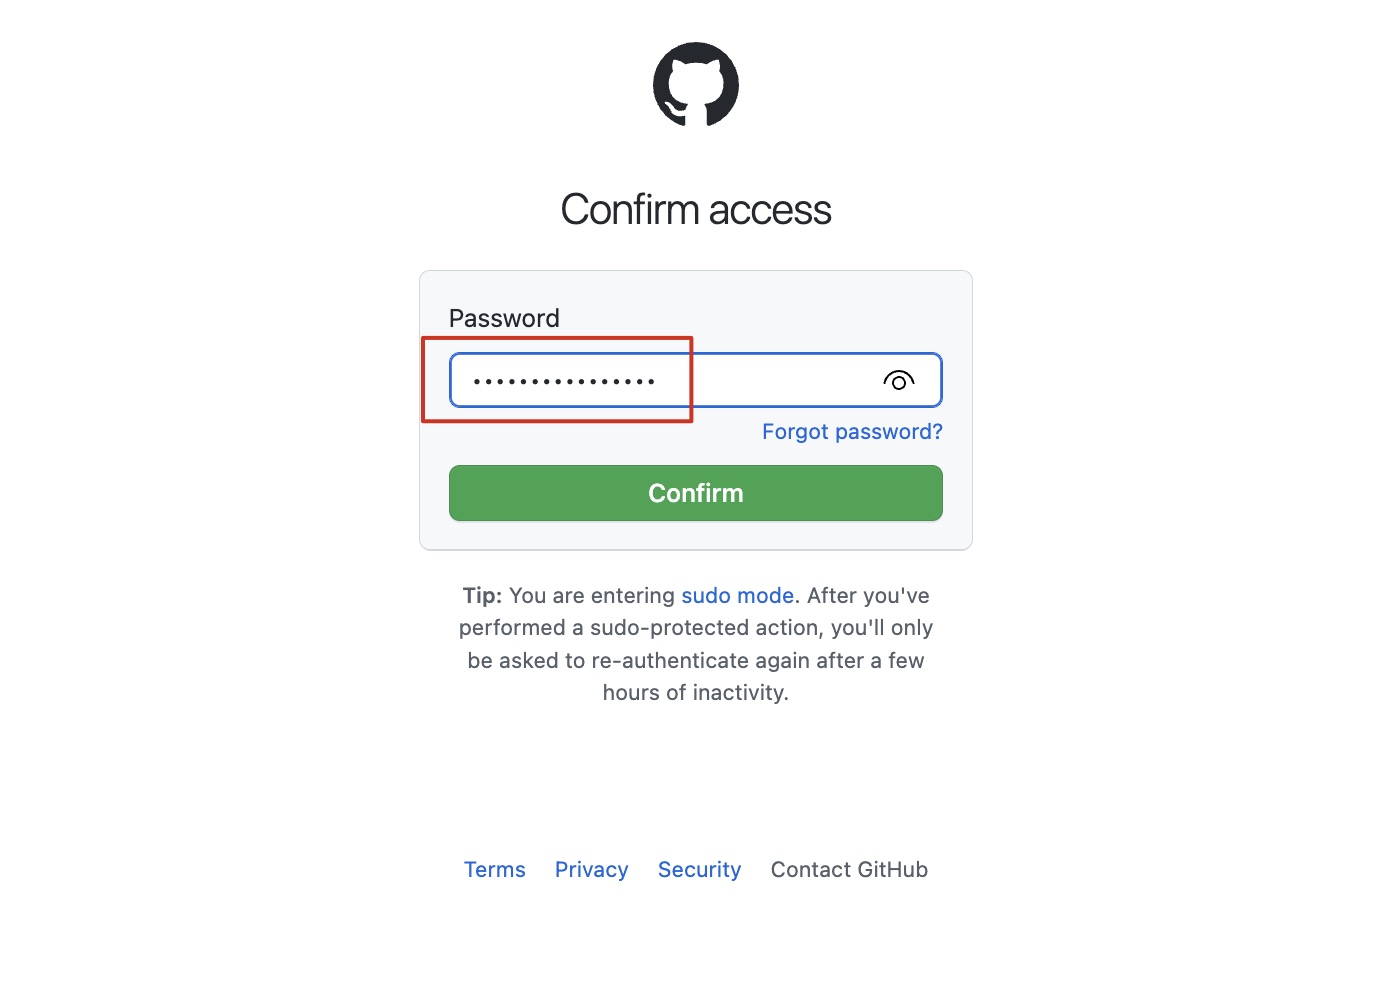 Confirm access
Password
••••••••••••••••
Forgot password?
Confirm
Tip: You are entering sudo mode. After you've
performed a sudo-protected action, you'll only
be asked to re-authenticate again after a few
hours of inactivity.
Terms Privacy Security Contact GitHub